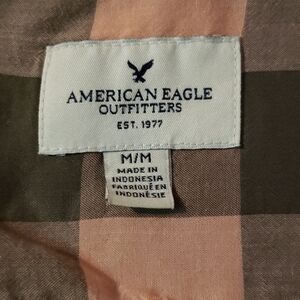 AMERICAN EAGLE
OUTFITTERS
EST. 1977
M/M
MADE IN
INDONESIA
FABRIQUÉ EN
INDONÉSIE